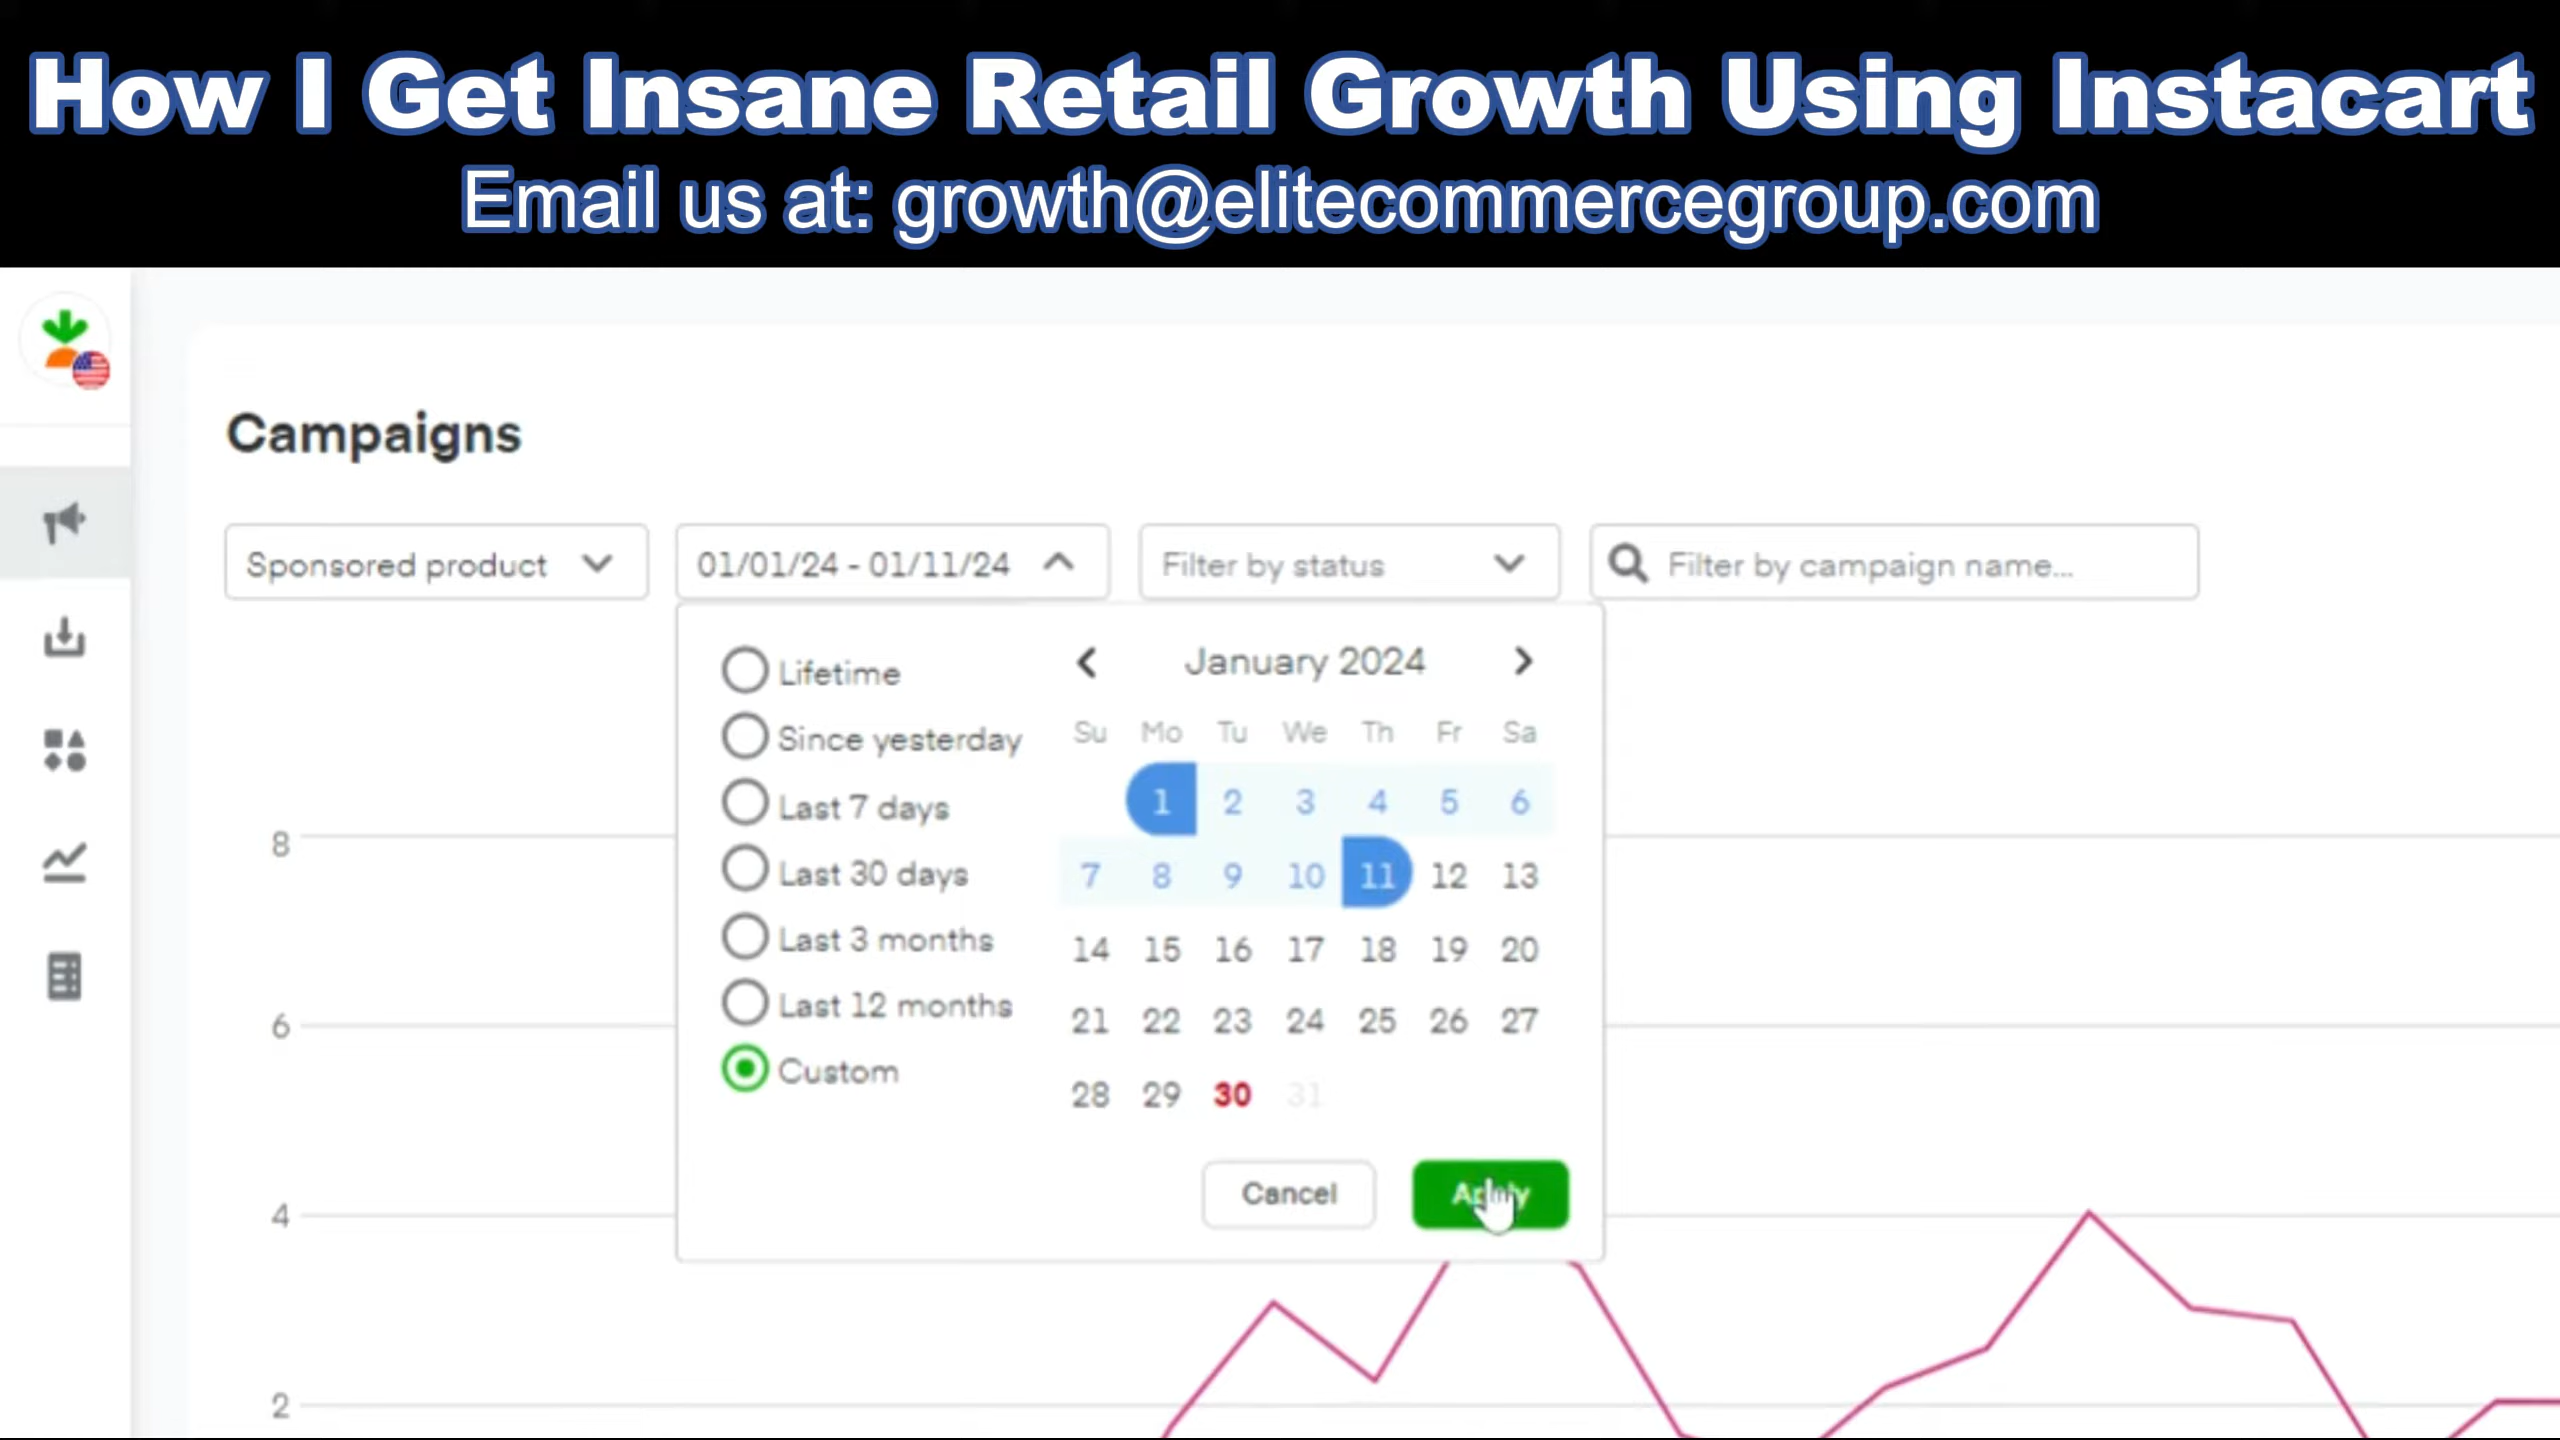 How I Get Insane Retail Growth Using Instacart
Email us at: growth@elitecommercegroup.com
Campaigns
Sponsored product
01/01/24 - 01/11/24
Filter by status
Filter by campaign name...
Lifetime
Since yesterday
Last 7 days
Last 30 days
Last 3 months
Last 12 months
Custom
January 2024
Su Mo Tu We Th Fr Sa
1 2 3 4 5 6
7 8 9 10 11 12 13
14 15 16 17 18 19 20
21 22 23 24 25 26 27
28 29 30 31
Cancel
Apply
8
6
4
2